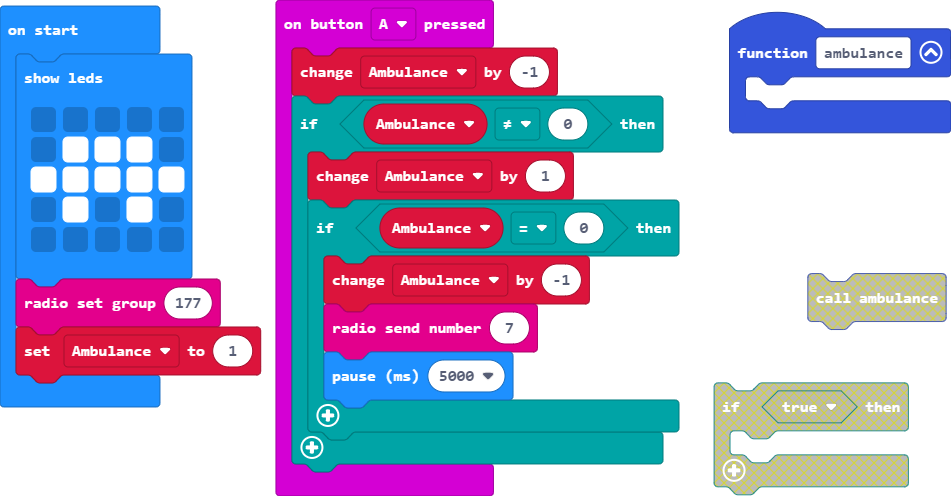 on start
show leds
radio set group 177
set Ambulance to 1
on button A pressed
change Ambulance by -1
if Ambulance ≠ 0 then
change Ambulance by 1
if Ambulance = 0 then
change Ambulance by -1
radio send number 7
pause (ms) 5000
function ambulance
call ambulance
if true then